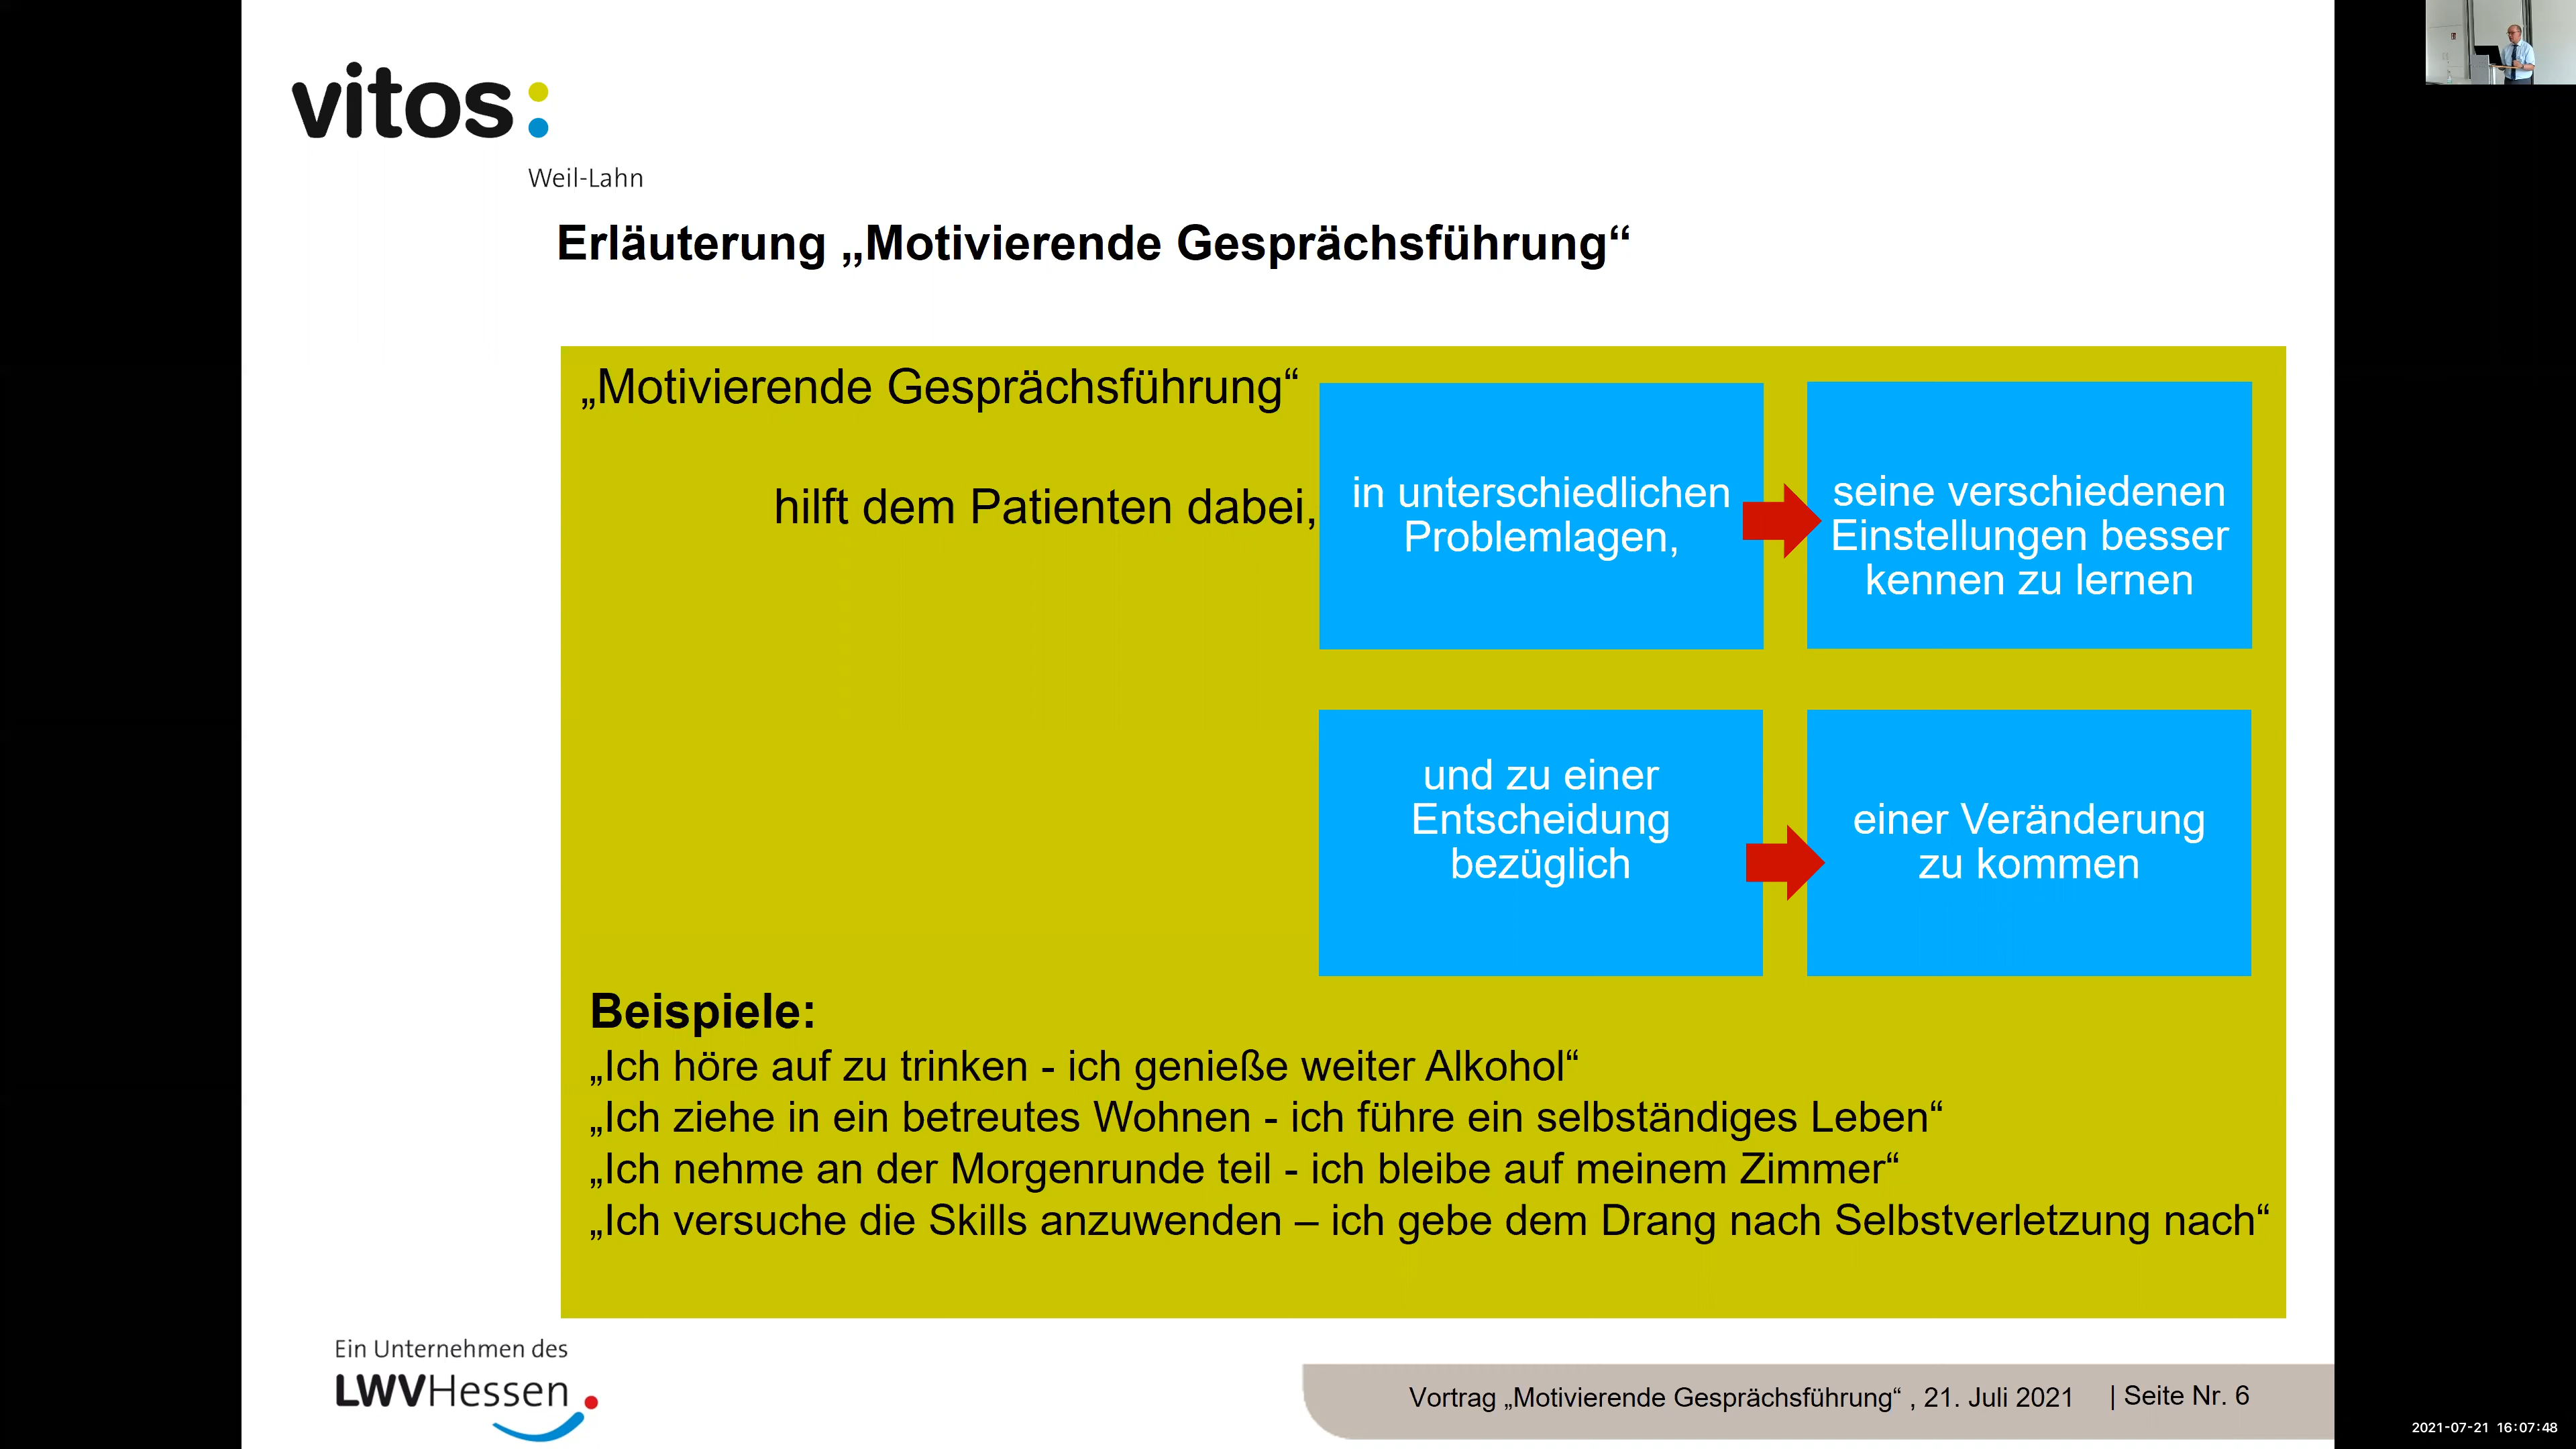 vitos:
Weil-Lahn
Erläuterung „Motivierende Gesprächsführung“
„Motivierende Gesprächsführung“
hilft dem Patienten dabei,
in unterschiedlichen
Problemlagen,
seine verschiedenen
Einstellungen besser
kennen zu lernen
und zu einer
Entscheidung
bezüglich
einer Veränderung
zu kommen
Beispiele:
„Ich höre auf zu trinken - ich genieße weiter Alkohol“
„Ich ziehe in ein betreutes Wohnen - ich führe ein selbständiges Leben“
„Ich nehme an der Morgenrunde teil - ich bleibe auf meinem Zimmer“
„Ich versuche die Skills anzuwenden – ich gebe dem Drang nach Selbstverletzung nach“
Ein Unternehmen des
LWVHessen
Vortrag „Motivierende Gesprächsführung“ , 21. Juli 2021 | Seite Nr. 6
2021-07-21 16:07:48